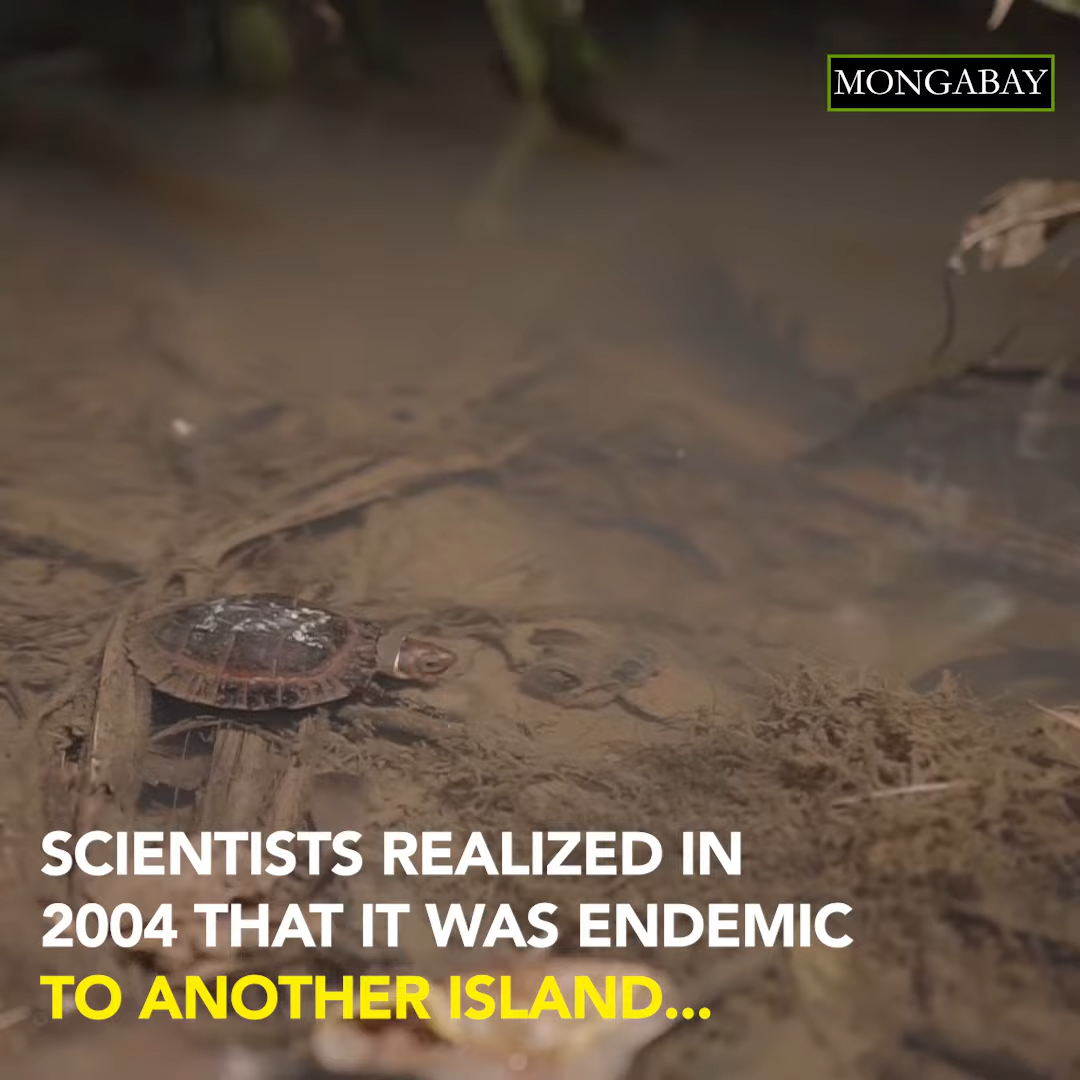 MONGABAY
SCIENTISTS REALIZED IN
2004 THAT IT WAS ENDEMIC
TO ANOTHER ISLAND...